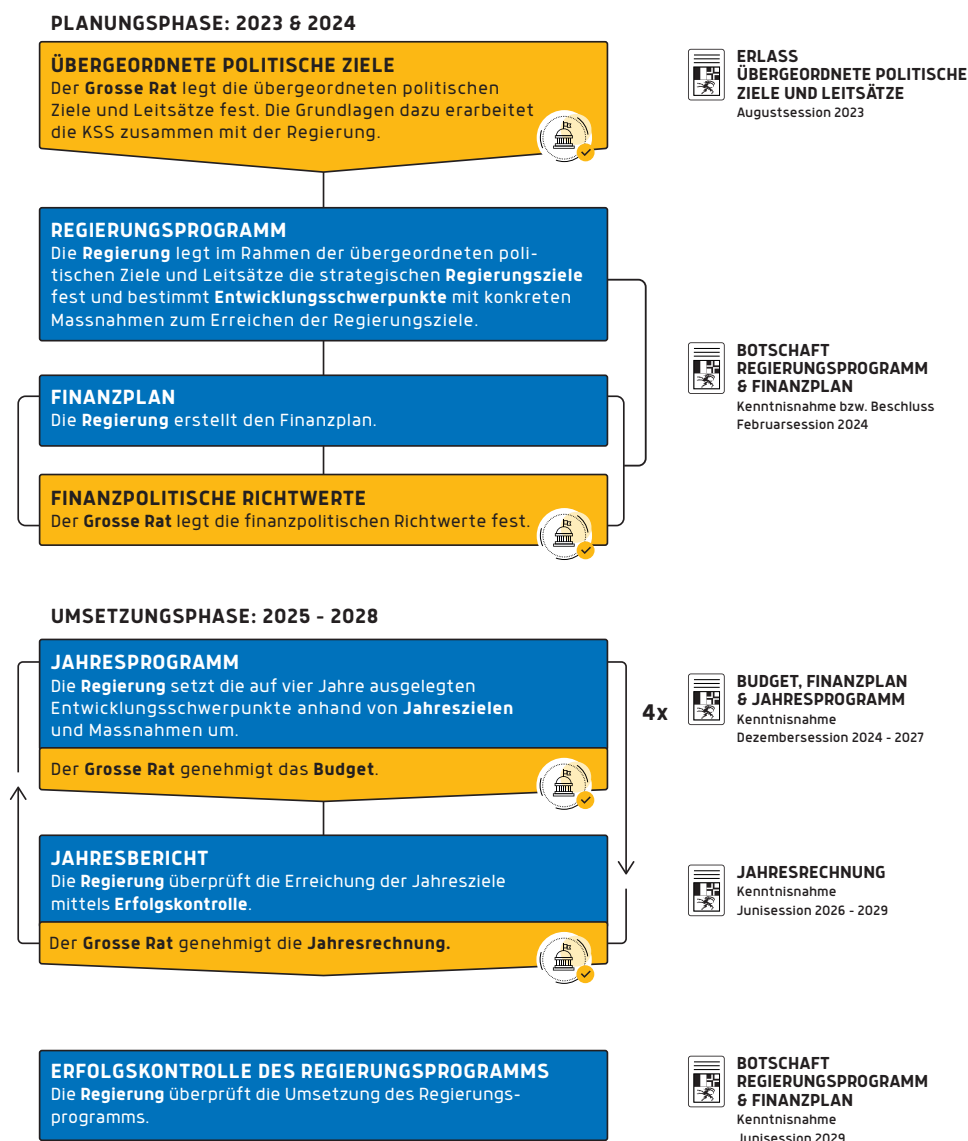 PLANUNGSPHASE: 2023 & 2024
ÜBERGEORDNETE POLITISCHE ZIELE
Der Grosse Rat legt die übergeordneten politischen
Ziele und Leitsätze fest. Die Grundlagen dazu erarbeitet
die KSS zusammen mit der Regierung.
ERLASS
ÜBERGEORDNETE POLITISCHE
ZIELE UND LEITSÄTZE
Augustsession 2023
REGIERUNGSPROGRAMM
Die Regierung legt im Rahmen der übergeordneten poli-
tischen Ziele und Leitsätze die strategischen Regierungsziele
fest und bestimmt Entwicklungsschwerpunkte mit konkreten
Massnahmen zum Erreichen der Regierungsziele.
FINANZPLAN
Die Regierung erstellt den Finanzplan.
BOTSCHAFT
REGIERUNGSPROGRAMM
& FINANZPLAN
Kenntnisnahme bzw. Beschluss
Februarsession 2024
FINANZPOLITISCHE RICHTWERTE
Der Grosse Rat legt die finanzpolitischen Richtwerte fest.
UMSETZUNGSPHASE: 2025 - 2028
JAHRESPROGRAMM
Die Regierung setzt die auf vier Jahre ausgelegten
Entwicklungsschwerpunkte anhand von Jahreszielen
und Massnahmen um.
Der Grosse Rat genehmigt das Budget.
4x
BUDGET, FINANZPLAN
& JAHRESPROGRAMM
Kenntnisnahme
Dezembersession 2024 - 2027
JAHRESBERICHT
Die Regierung überprüft die Erreichung der Jahresziele
mittels Erfolgskontrolle.
Der Grosse Rat genehmigt die Jahresrechnung.
JAHRESRECHNUNG
Kenntnisnahme
Junisession 2026 - 2029
ERFOLGSKONTROLLE DES REGIERUNGSPROGRAMMS
Die Regierung überprüft die Umsetzung des Regierungs-
programms.
BOTSCHAFT
REGIERUNGSPROGRAMM
& FINANZPLAN
Kenntnisnahme
Junisession 2029